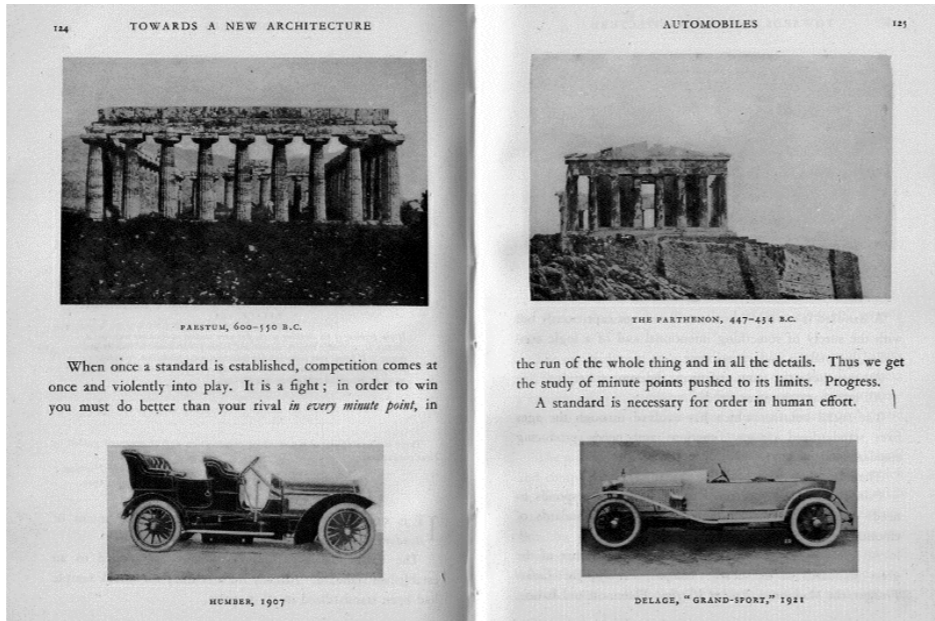 124 TOWARDS A NEW ARCHITECTURE
PAESTUM, 600-550 B.C.
When once a standard is established, competition comes at
once and violently into play. It is a fight ; in order to win
you must do better than your rival in every minute point, in
HUMBER, 1907
AUTOMOBILES 125
THE PARTHENON, 447-434 B.C.
the run of the whole thing and in all the details. Thus we get
the study of minute points pushed to its limits. Progress.
A standard is necessary for order in human effort.
DELAGE, "GRAND-SPORT," 1921